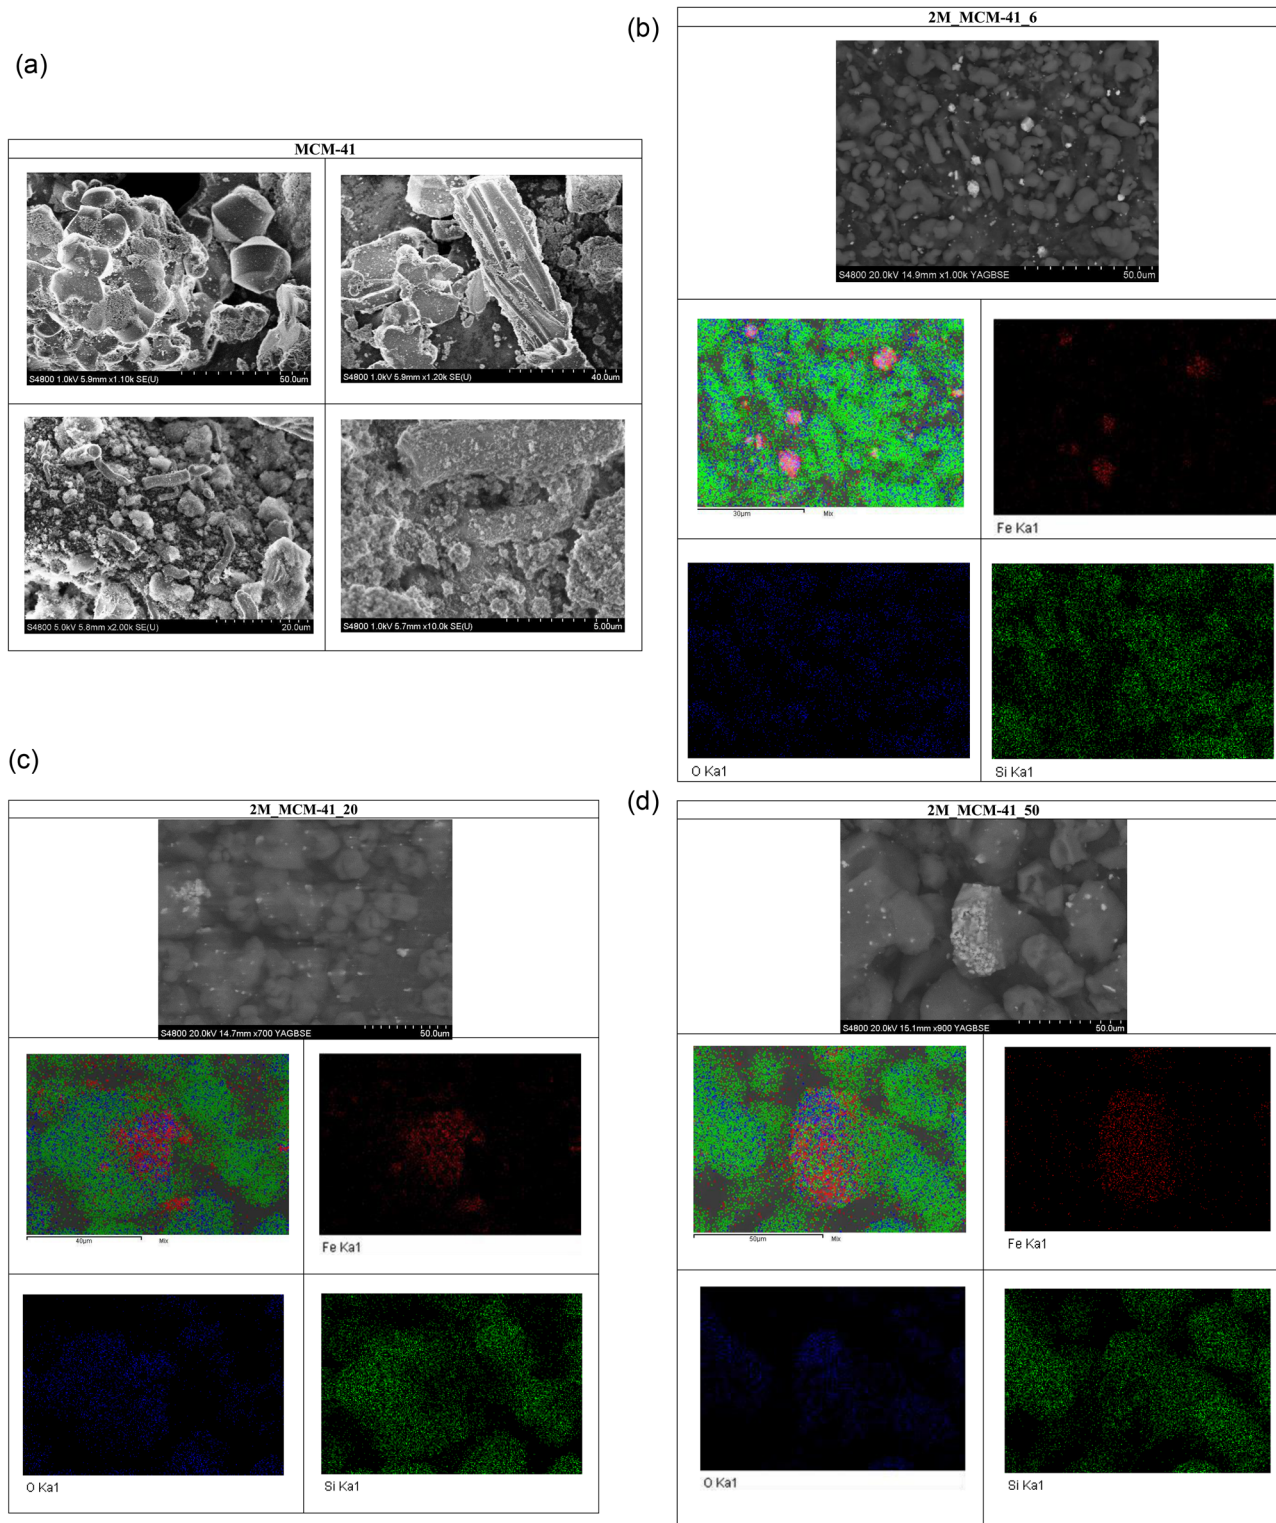 (a)
MCM-41
S4800 1.0kV 5.9mm x1.10k SE(U) 50.0um
S4800 1.0kV 5.9mm x1.20k SE(U) 40.0um
S4800 5.0kV 5.8mm x2.00k SE(U) 20.0um
S4800 1.0kV 5.7mm x10.0k SE(U) 5.00um
(b)
2M_MCM-41_6
S4800 20.0kV 14.9mm x1.00k YAGBSE 50.0um
30µm Mix
Fe Ka1
O Ka1
Si Ka1
(c)
2M_MCM-41_20
S4800 20.0kV 14.7mm x700 YAGBSE 50.0um
40µm Mix
Fe Ka1
O Ka1
Si Ka1
(d)
2M_MCM-41_50
S4800 20.0kV 15.1mm x900 YAGBSE 50.0um
50µm Mix
Fe Ka1
O Ka1
Si Ka1